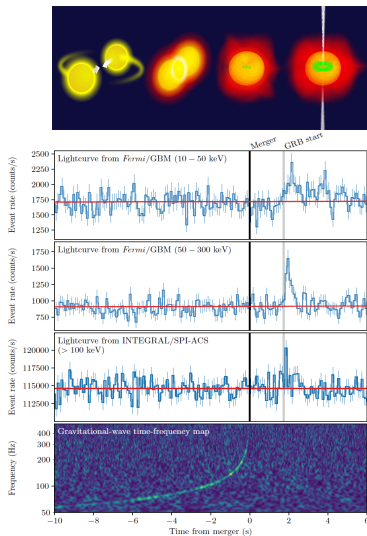 Merger
GRB start
Lightcurve from Fermi/GBM (10 − 50 keV)
2500
2250
2000
1750
1500
1250
Event rate (counts/s)
Lightcurve from Fermi/GBM (50 − 300 keV)
1750
1500
1250
1000
750
Event rate (counts/s)
Lightcurve from INTEGRAL/SPI-ACS
(> 100 keV)
120000
117500
115000
112500
Event rate (counts/s)
Gravitational-wave time-frequency map
400
300
200
100
50
Frequency (Hz)
−10 −8 −6 −4 −2 0 2 4 6
Time from merger (s)